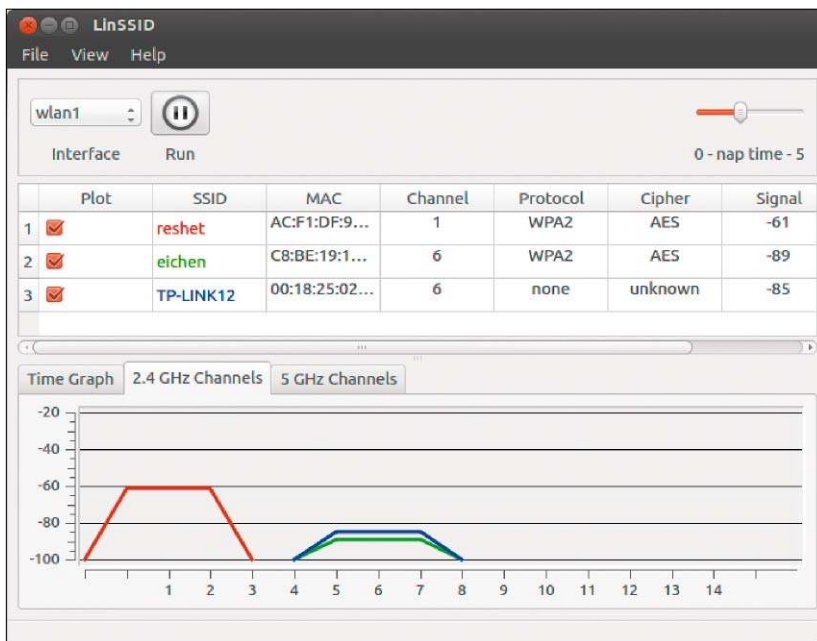 LinSSID
File View Help
wlan1
Interface Run 0 - nap time - 5
Plot SSID MAC Channel Protocol Cipher Signal
1 reshet AC:F1:DF:9... 1 WPA2 AES -61
2 eichen C8:BE:19:1... 6 WPA2 AES -89
3 TP-LINK12 00:18:25:02... 6 none unknown -85
Time Graph 2.4 GHz Channels 5 GHz Channels
-20
-40
-60
-80
-100
1 2 3 4 5 6 7 8 9 10 11 12 13 14